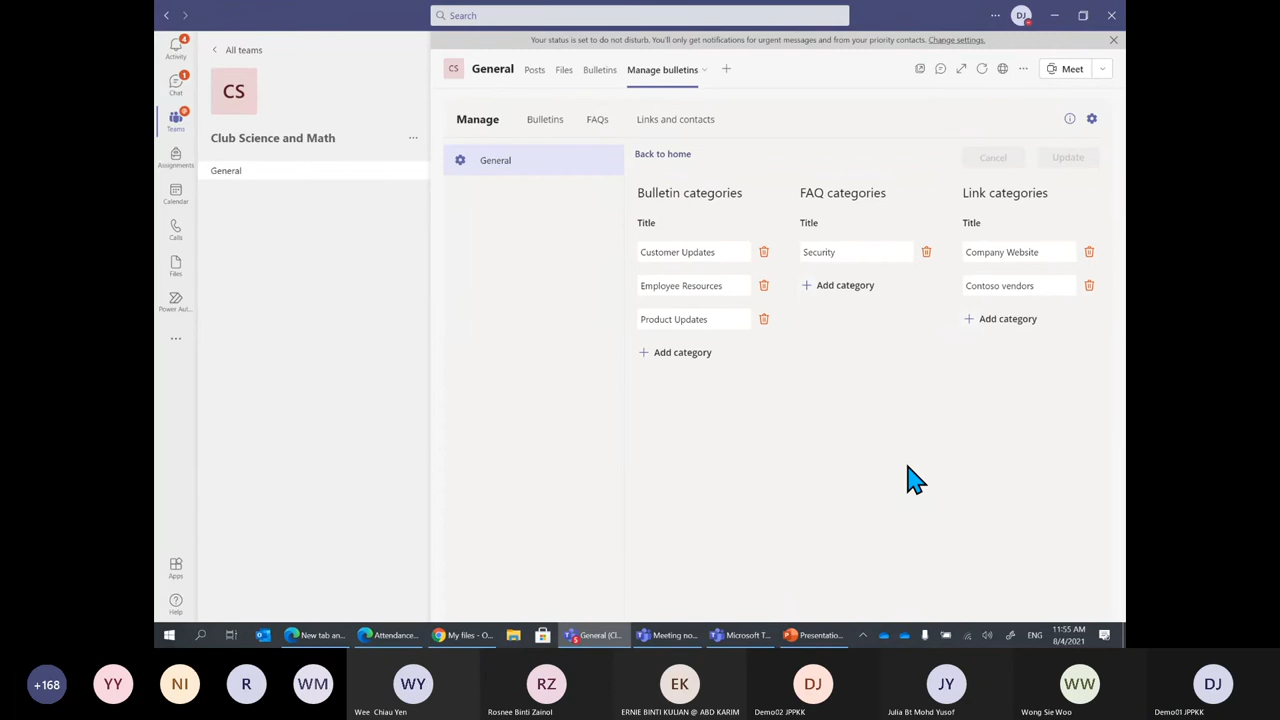 Search
DJ
Your status is set to do not disturb. You'll only get notifications for urgent messages and from your priority contacts. Change settings.
4
Activity
1
Chat
@
Teams
Assignments
Calendar
Calls
Files
Power Aut...
Apps
Help
All teams
CS
Club Science and Math
General
CS
General
Posts
Files
Bulletins
Manage bulletins
Meet
Manage
Bulletins
FAQs
Links and contacts
General
Back to home
Cancel
Update
Bulletin categories
FAQ categories
Link categories
Title
Title
Title
Customer Updates
Security
Company Website
Employee Resources
Add category
Contoso vendors
Product Updates
Add category
Add category
New tab an...
Attendance...
My files - O...
General (Cl...
Meeting no...
Microsoft T...
Presentatio...
ENG
11:55 AM
8/4/2021
+168
YY
NI
R
WM
WY
Wee Chiau Yen
RZ
Rosnee Binti Zainol
EK
ERNIE BINTI KULIAN @ ABD KARIM
DJ
Demo02 JPPKK
JY
Julia Bt Mohd Yusof
WW
Wong Sie Woo
DJ
Demo01 JPPKK